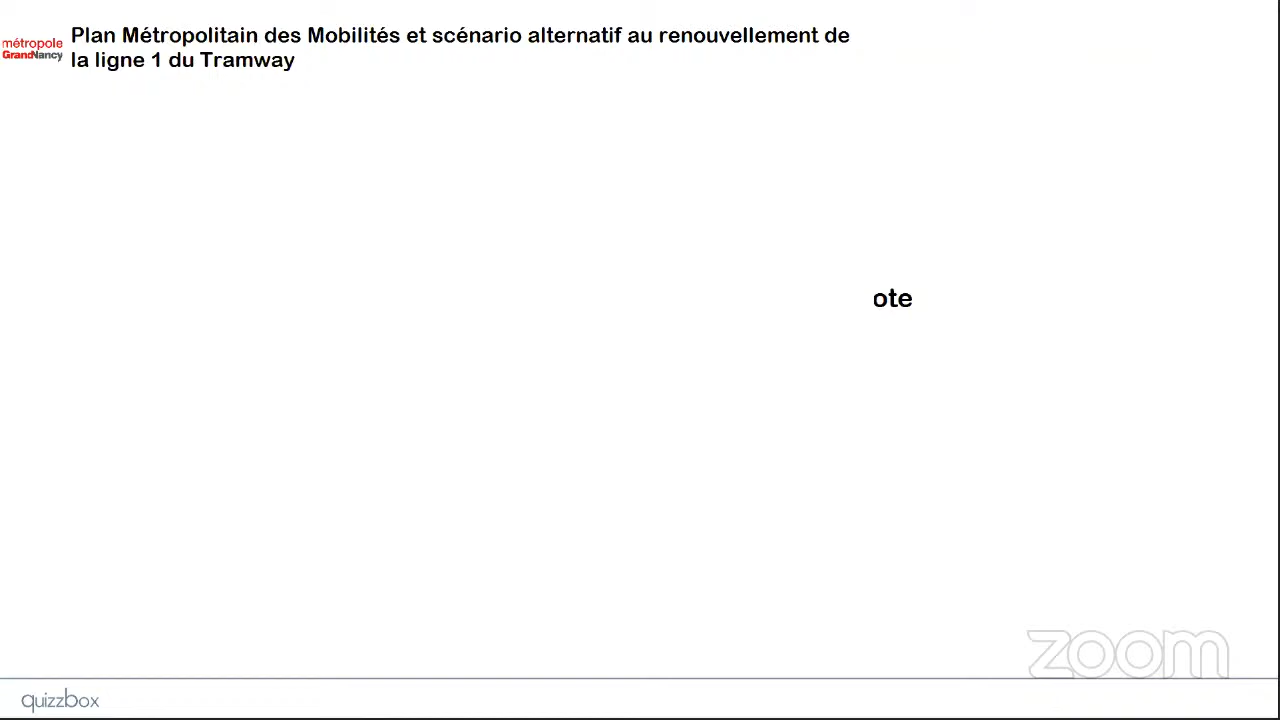 Plan Métropolitain des Mobilités et scénario alternatif au renouvellement de
la ligne 1 du Tramway
métropole
GrandNancy
ote
zoom
quizzbox